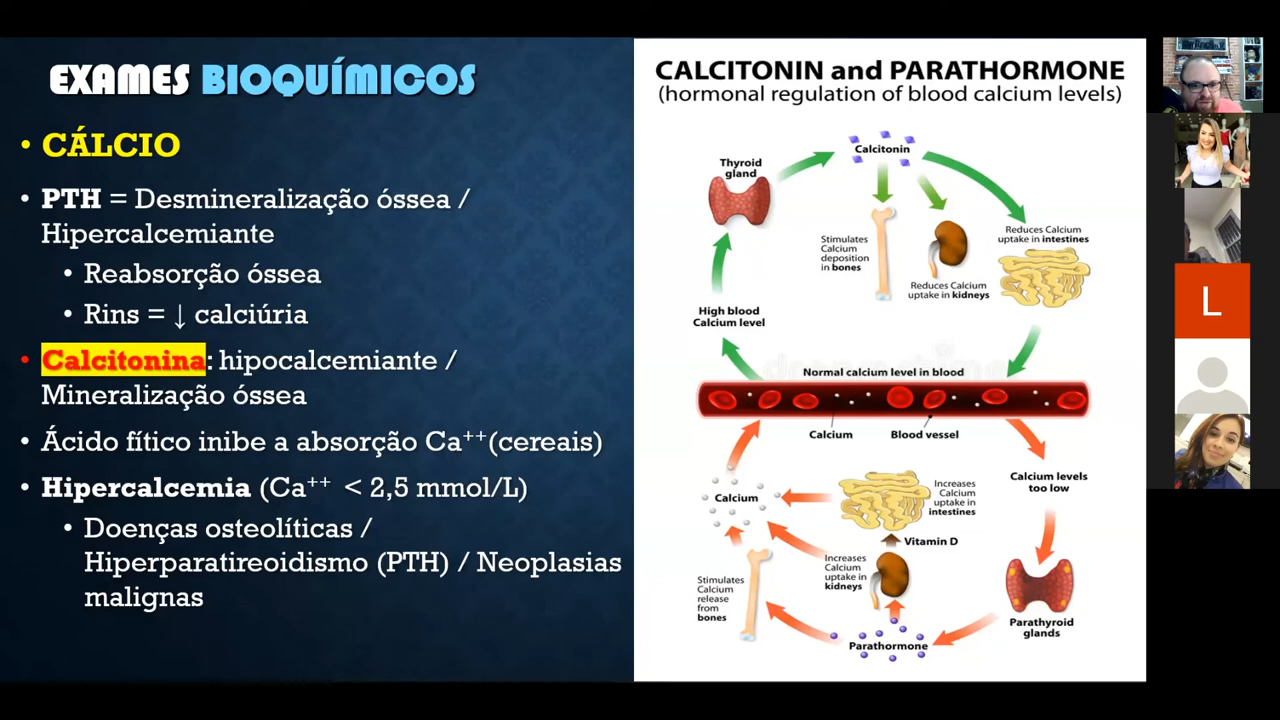 EXAMES BIOQUÍMICOS
• CÁLCIO
• PTH = Desmineralização óssea /
Hipercalcemiante
• Reabsorção óssea
• Rins = ↓ calciúria
• Calcitonina: hipocalcemiante /
Mineralização óssea
• Ácido fítico inibe a absorção Ca⁺⁺(cereais)
• Hipercalcemia (Ca⁺⁺ < 2,5 mmol/L)
• Doenças osteolíticas /
Hiperparatireoidismo (PTH) / Neoplasias
malignas
CALCITONIN and PARATHORMONE
(hormonal regulation of blood calcium levels)
Calcitonin
Thyroid
gland
Stimulates
Calcium
deposition
in bones
Reduces Calcium
uptake in kidneys
Reduces Calcium
uptake in intestines
High blood
Calcium level
Normal calcium level in blood
Calcium
Blood vessel
Calcium levels
too low
Calcium
Increases
Calcium
uptake in
intestines
Vitamin D
Increases
Calcium
uptake in
kidneys
Stimulates
Calcium
release
from
bones
Parathormone
Parathyroid
glands
L